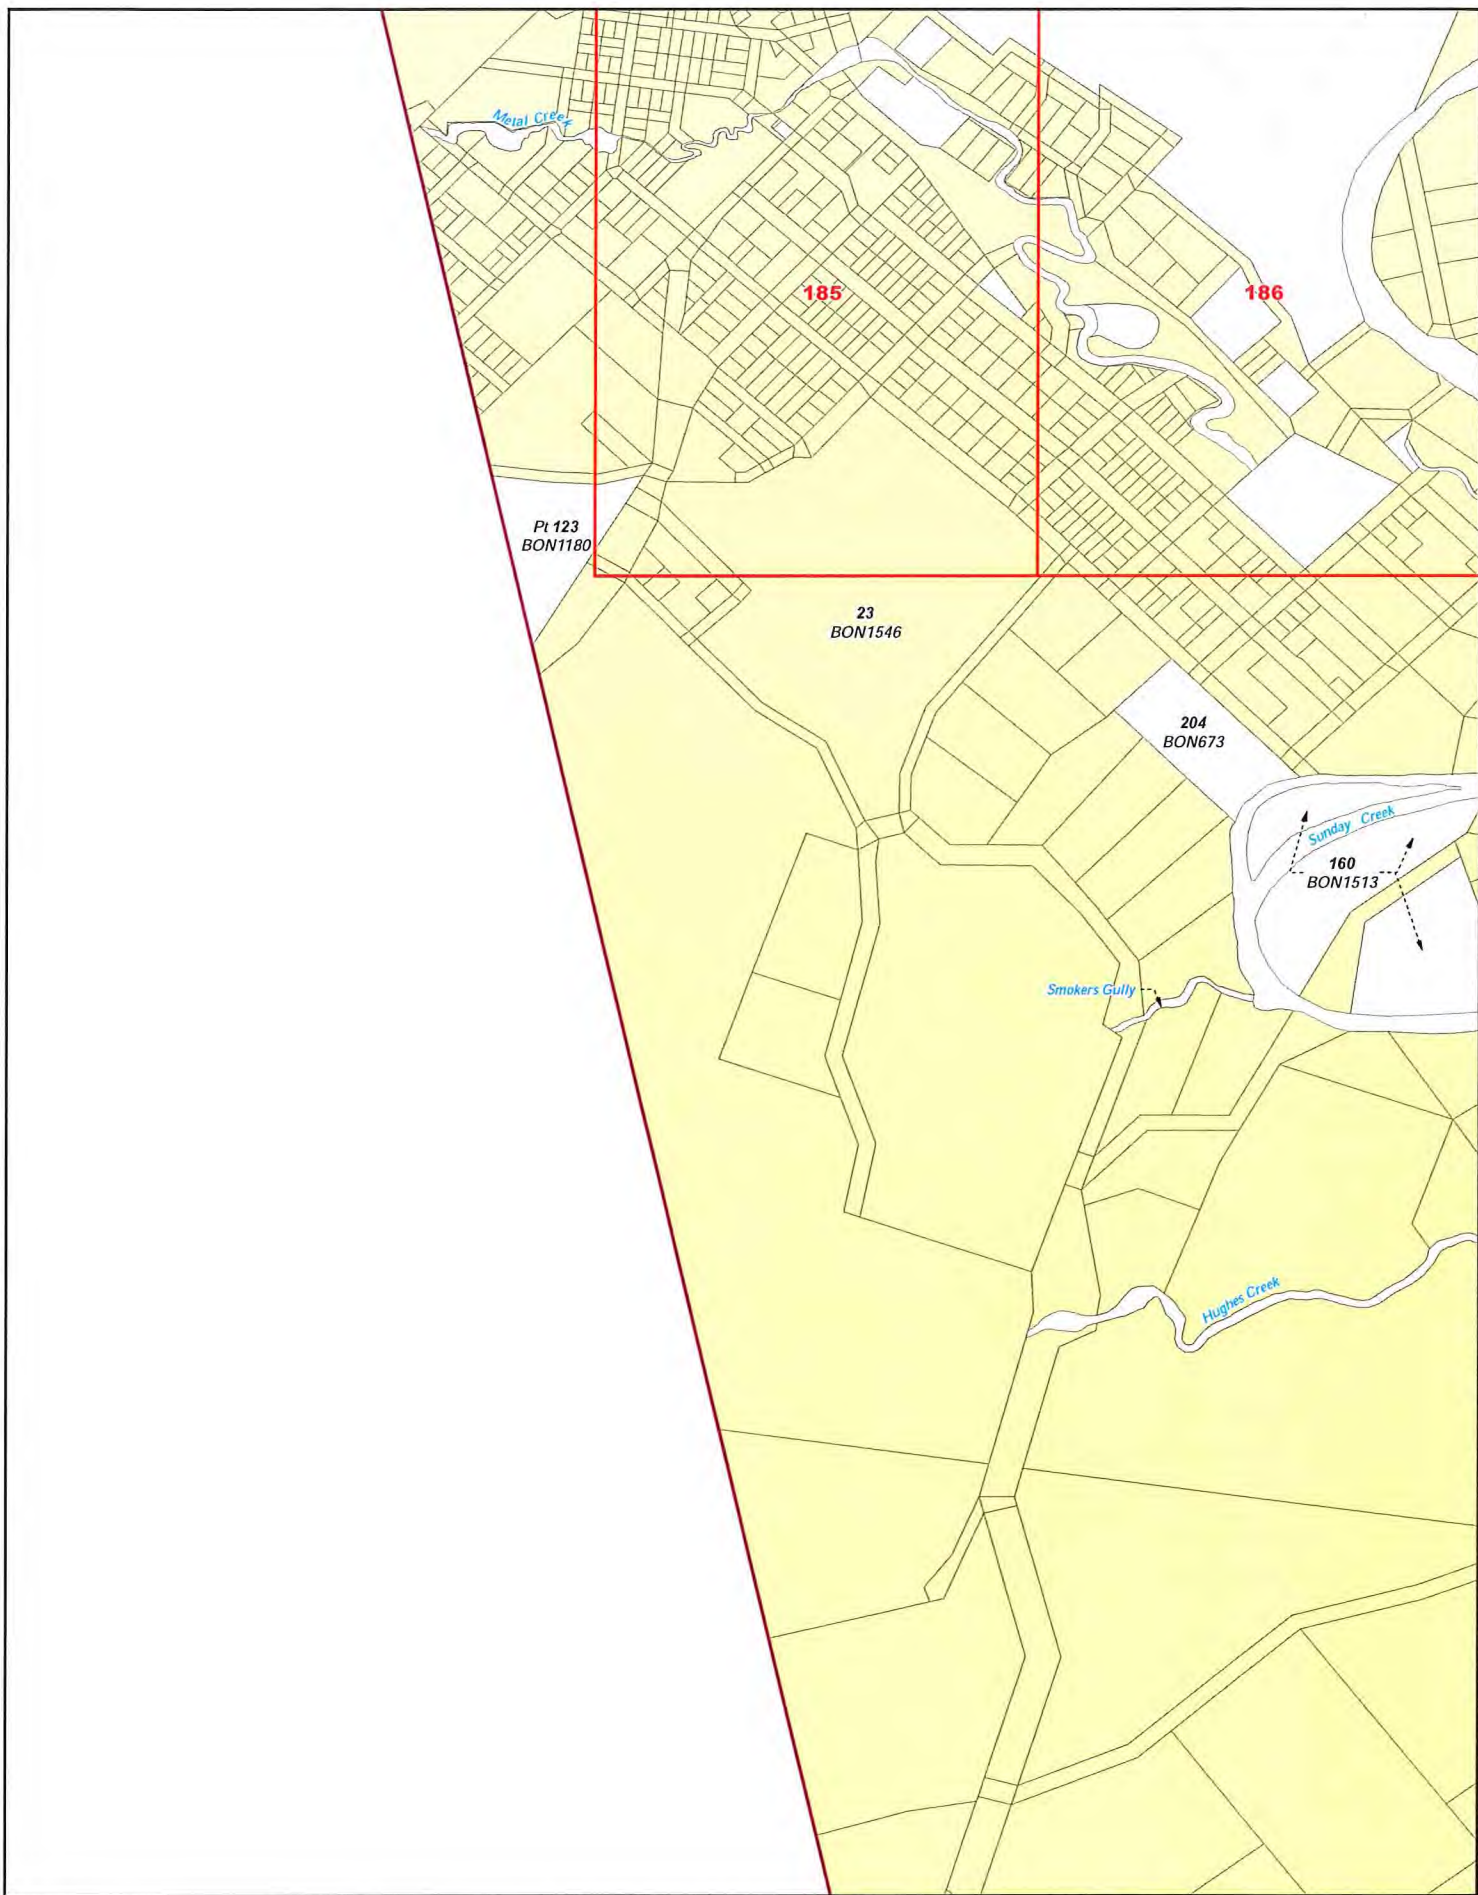 Metal Creek
185
186
Pt 123
BON1180
23
BON1546
204
BON673
Sunday Creek
160
BON1513
Smokers Gully
Hughes Creek